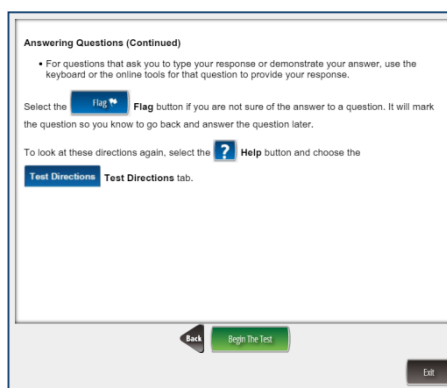 Answering Questions (Continued)
• For questions that ask you to type your response or demonstrate your answer, use the
keyboard or the online tools for that question to provide your response.
Select the Flag Flag button if you are not sure of the answer to a question. It will mark
the question so you know to go back and answer the question later.
To look at these directions again, select the ? Help button and choose the
Test Directions Test Directions tab.
Back Begin The Test
Exit